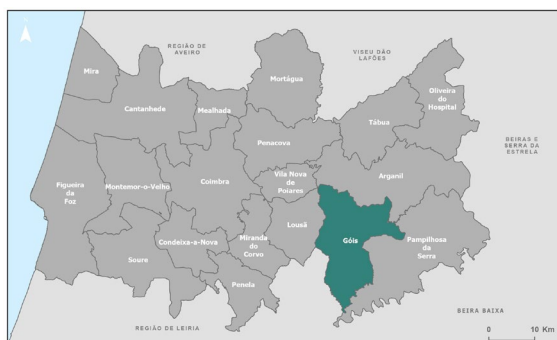 REGIÃO DE
AVEIRO
VISEU DÃO
LAFÕES
Mira
Mortágua
Oliveira
do
Hospital
Cantanhede
Mealhada
Tábua
BEIRAS E
SERRA DA
ESTRELA
Penacova
Vila Nova
de
Poiares
Arganil
Figueira
da
Foz
Montemor-o-Velho
Coimbra
Lousã
Góis
Condeixa-a-Nova
Miranda
do
Corvo
Pampilhosa
da
Serra
Soure
Penela
REGIÃO DE LEIRIA
BEIRA BAIXA
0 10 Km